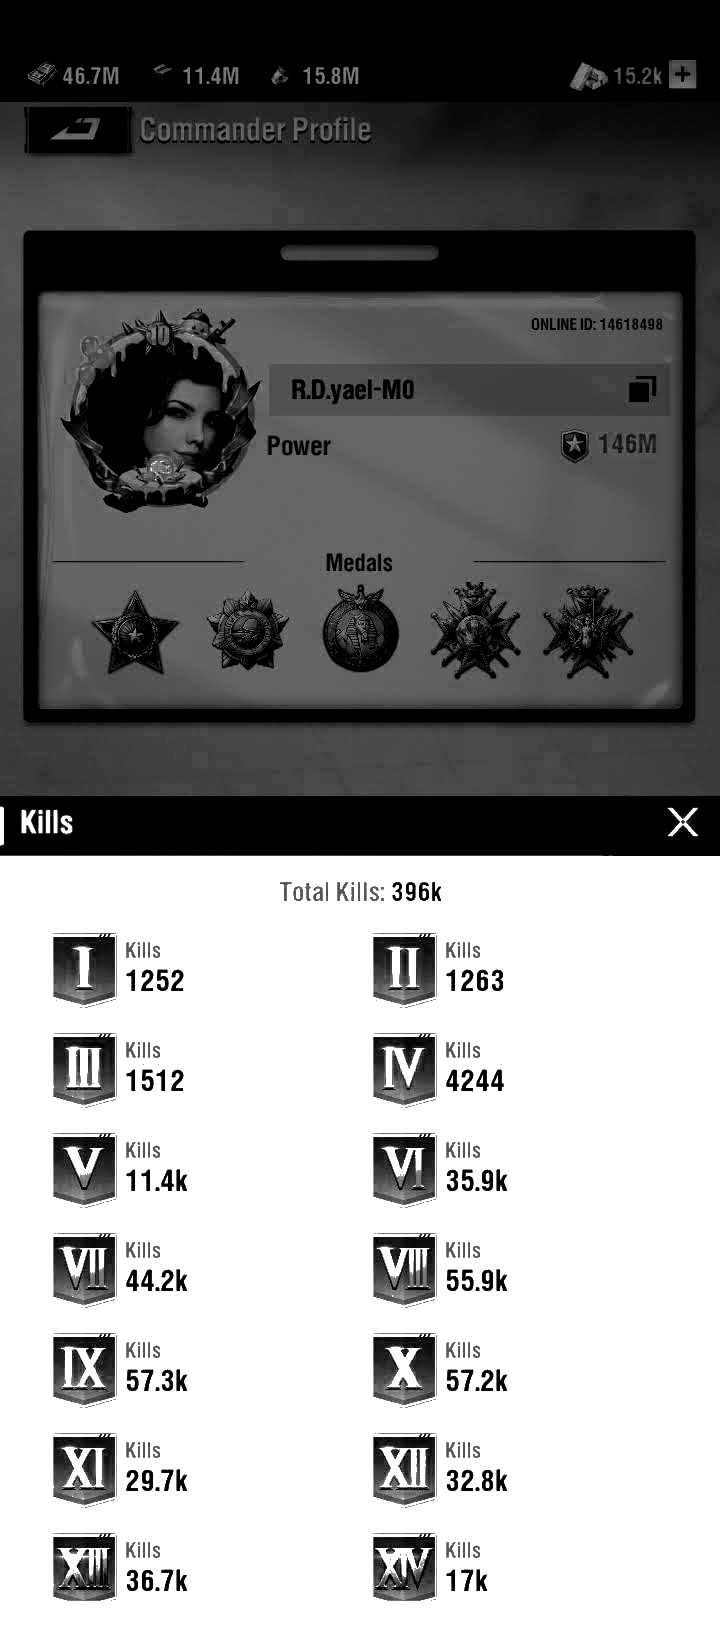 46.7M 11.4M 15.8M 15.2k
Commander Profile
ONLINE ID: 14618498
R.D.yael-M0
Power 146M
Medals
Kills
Total Kills: 396k
I Kills 1252
II Kills 1263
III Kills 1512
IV Kills 4244
V Kills 11.4k
VI Kills 35.9k
VII Kills 44.2k
VIII Kills 55.9k
IX Kills 57.3k
X Kills 57.2k
XI Kills 29.7k
XII Kills 32.8k
XIII Kills 36.7k
XIV Kills 17k